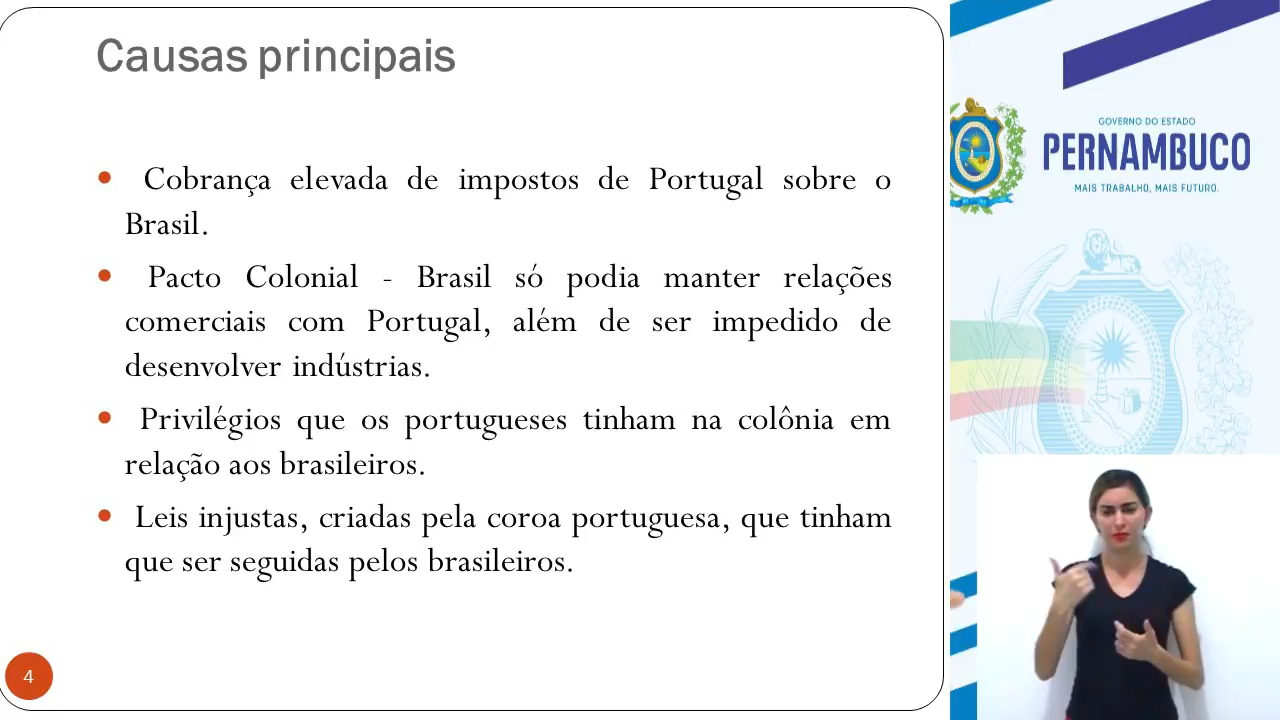 Causas principais
• Cobrança elevada de impostos de Portugal sobre o
Brasil.
• Pacto Colonial - Brasil só podia manter relações
comerciais com Portugal, além de ser impedido de
desenvolver indústrias.
• Privilégios que os portugueses tinham na colônia em
relação aos brasileiros.
• Leis injustas, criadas pela coroa portuguesa, que tinham
que ser seguidas pelos brasileiros.
4
GOVERNO DO ESTADO
PERNAMBUCO
MAIS TRABALHO, MAIS FUTURO.